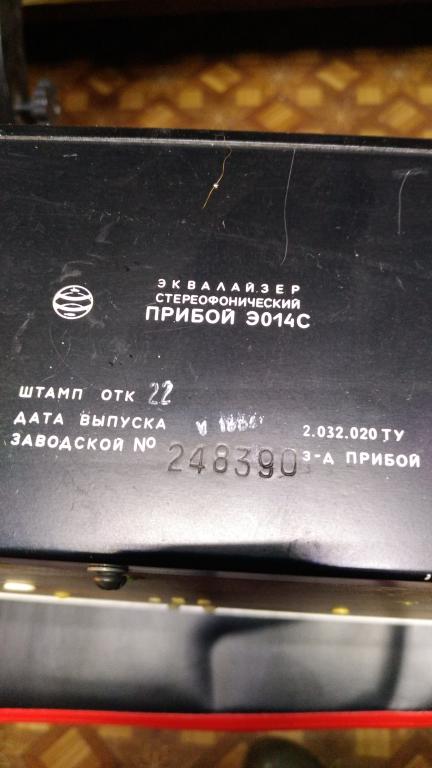 ЭКВАЛАЙЗЕР
СТЕРЕОФОНИЧЕСКИЙ
ПРИБОЙ Э014С
ШТАМП ОТК 22
ДАТА ВЫПУСКА
2.032.020 ТУ
ЗАВОДСКОЙ № 248390
З-Д ПРИБОЙ